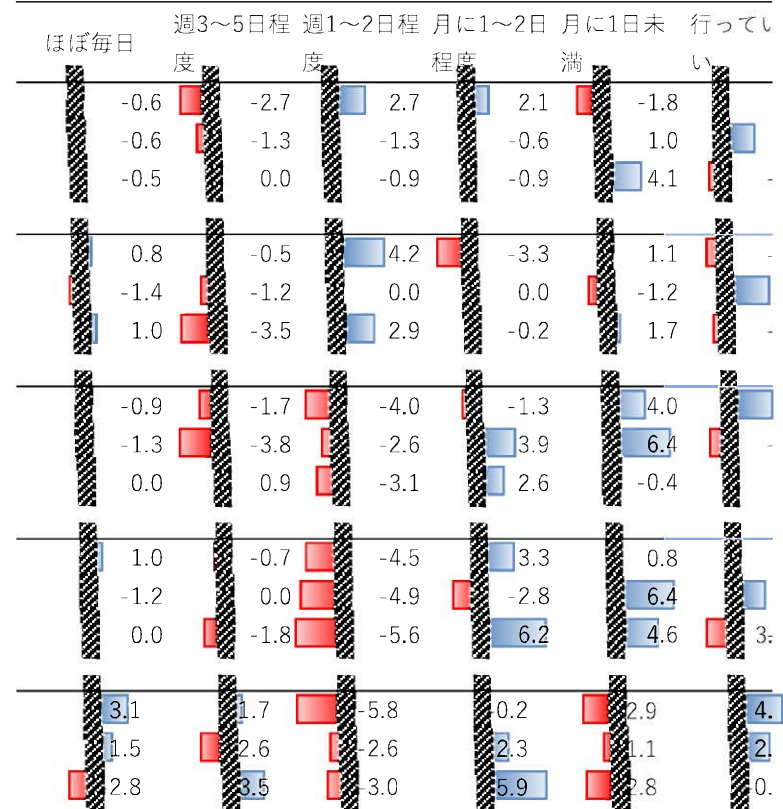 ほぼ毎日 週3～5日程度 週1～2日程度 月に1～2日程度 月に1日未満 行ってい
い
-0.6 -2.7 2.7 2.1 -1.8
-0.6 -1.3 -1.3 -0.6 1.0
-0.5 0.0 -0.9 -0.9 4.1 -
0.8 -0.5 4.2 -3.3 1.1 -
-1.4 -1.2 0.0 0.0 -1.2
1.0 -3.5 2.9 -0.2 1.7 -
-0.9 -1.7 -4.0 -1.3 4.0
-1.3 -3.8 -2.6 3.9 6.4 -
0.0 0.9 -3.1 2.6 -0.4
1.0 -0.7 -4.5 3.3 0.8
-1.2 0.0 -4.9 -2.8 6.4
0.0 -1.8 -5.6 6.2 4.6 3.
3.1 1.7 -5.8 0.2 2.9 4.
1.5 2.6 -2.6 2.3 1.1 2.
2.8 3.5 -3.0 5.9 2.8 -0.